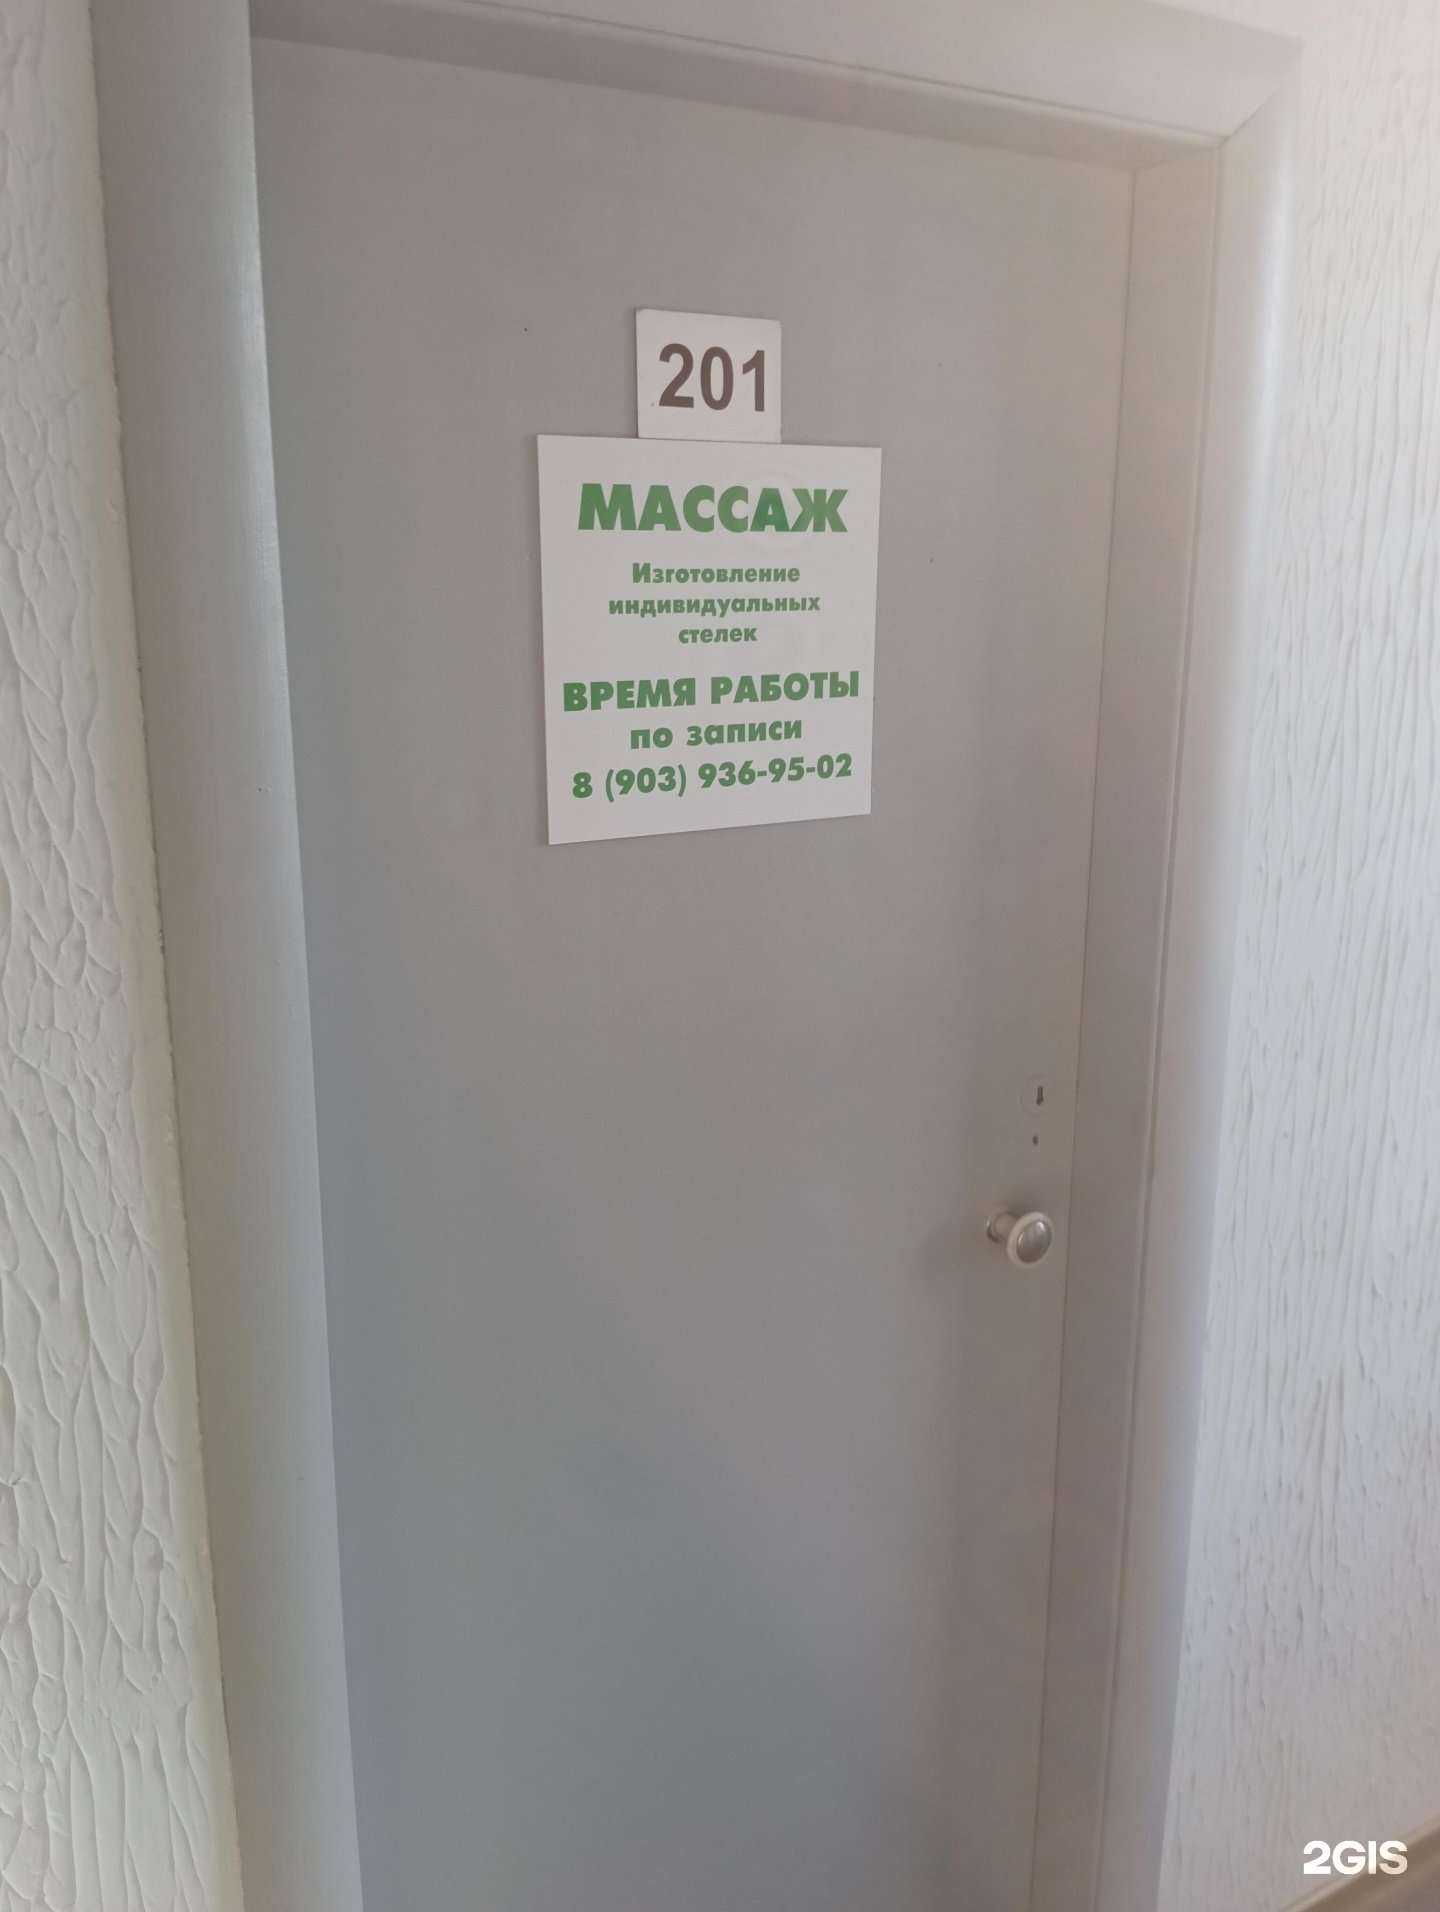 201
МАССАЖ
Изготовление
индивидуальных
стелек
ВРЕМЯ РАБОТЫ
по записи
8 (903) 936-95-02
2GIS